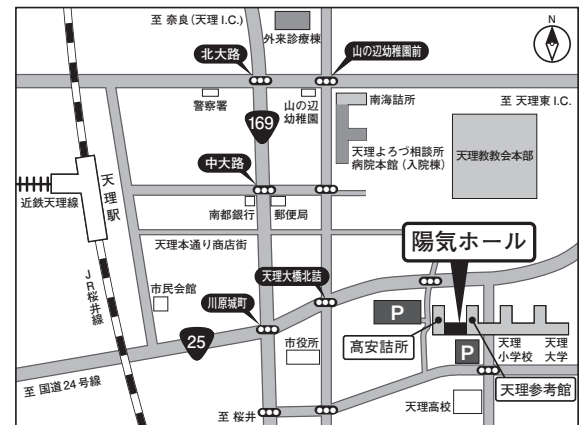 至 奈良(天理 I.C.)
外来診療棟
N
北大路
山の辺幼稚園前
警察署
山の辺
幼稚園
南海詰所
至 天理東 I.C.
169
天理よろづ相談所
病院本館(入院棟)
天理教教会本部
中大路
天理駅
近鉄天理線
南都銀行
郵便局
陽気ホール
天理本通り商店街
JR桜井線
市民会館
天理大橋北詰
川原城町
P
25
市役所
髙安詰所
P
天理
小学校
天理
大学
天理参考館
至 国道24号線
至 桜井
天理高校